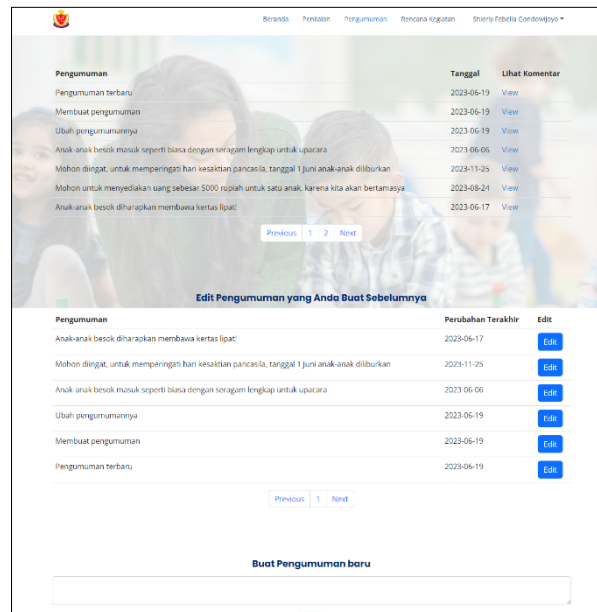 Beranda Penilaian Pengumuman Rencana Kegiatan Shierly Febelia Gondowijoyo
Pengumuman Tanggal Lihat Komentar
Pengumuman terbaru 2023-06-19 View
Membuat pengumuman 2023-06-19 View
Ubah pengumumannya 2023-06-19 View
Anak-anak besok masuk seperti biasa dengan seragam lengkap untuk upacara 2023-06-06 View
Mohon diingat, untuk memperingati hari kesaktian pancasila, tanggal 1 Juni anak-anak diliburkan 2023-11-25 View
Mohon untuk menyediakan uang sebesar 5000 rupiah untuk satu anak, karena kita akan bertamasya 2023-08-24 View
Anak-anak besok diharapkan membawa kertas lipat! 2023-06-17 View
Previous 1 2 Next
Edit Pengumuman yang Anda Buat Sebelumnya
Pengumuman Perubahan Terakhir Edit
Anak-anak besok diharapkan membawa kertas lipat! 2023-06-17 Edit
Mohon diingat, untuk memperingati hari kesaktian pancasila, tanggal 1 Juni anak-anak diliburkan 2023-11-25 Edit
Anak-anak besok masuk seperti biasa dengan seragam lengkap untuk upacara 2023-06-06 Edit
Ubah pengumumannya 2023-06-19 Edit
Membuat pengumuman 2023-06-19 Edit
Pengumuman terbaru 2023-06-19 Edit
Previous 1 Next
Buat Pengumuman baru